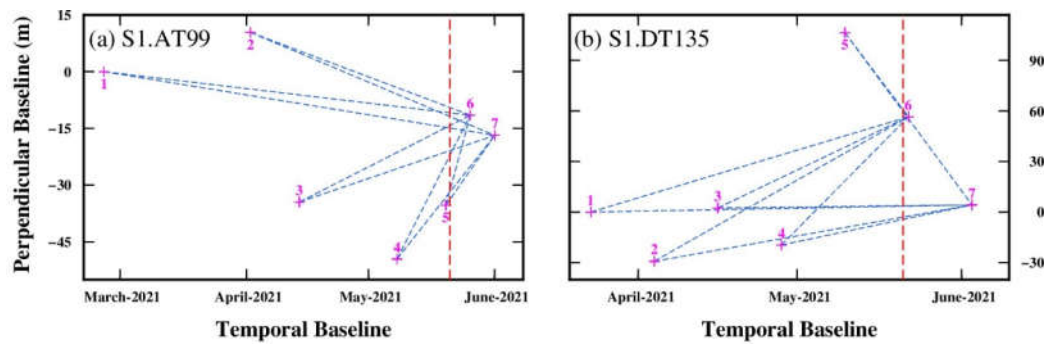 Perpendicular Baseline (m)
15
0
-15
-30
-45
(a) S1.AT99
1
2
3
4
5
6
7
March-2021
April-2021
May-2021
June-2021
Temporal Baseline
(b) S1.DT135
1
2
3
4
5
6
7
90
60
30
0
-30
April-2021
May-2021
June-2021
Temporal Baseline